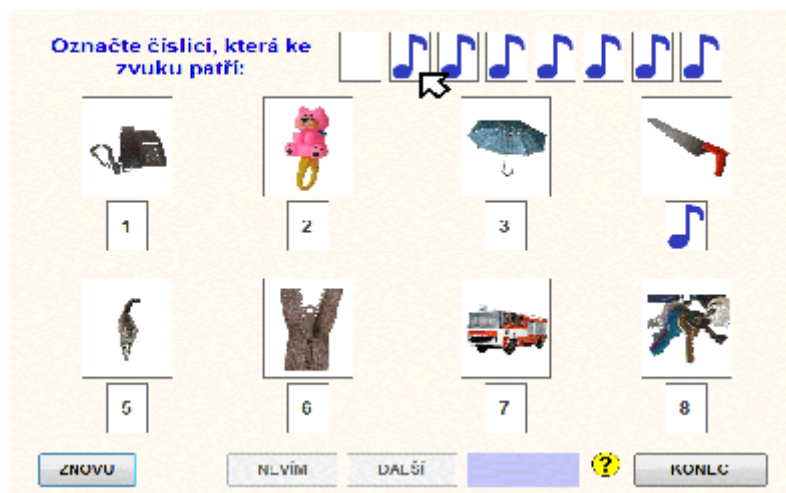 Označte číslici, která ke
zvuku patří:
1
2
3
5
6
7
8
ZNOVU
NEVÍM
DALŠÍ
?
KONEC